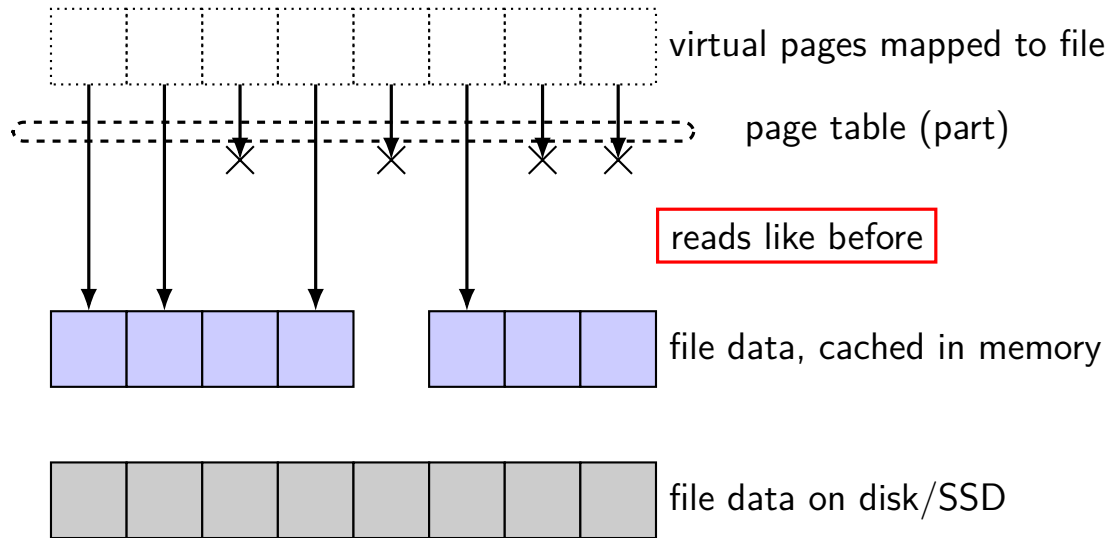 virtual pages mapped to file
page table (part)
reads like before
file data, cached in memory
file data on disk/SSD